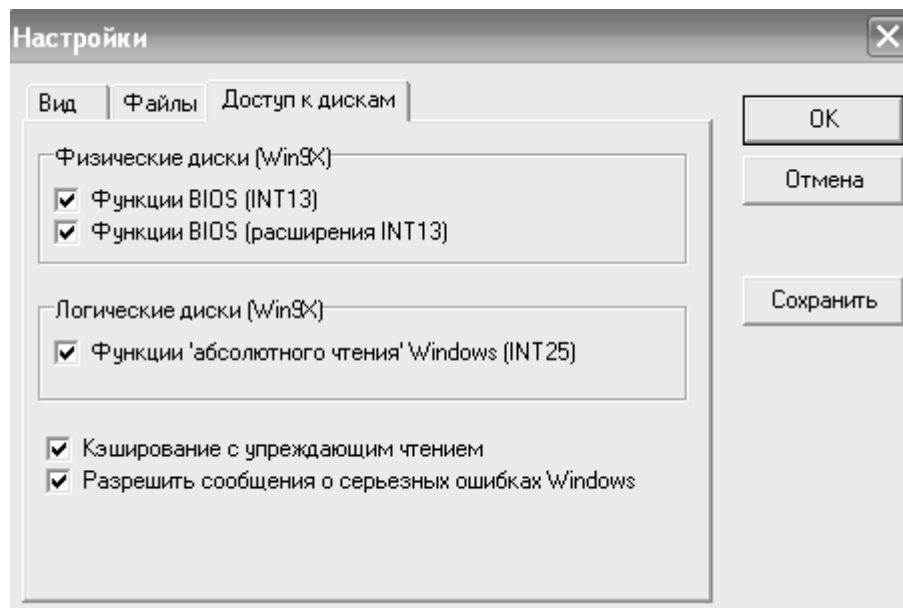 Настройки
Вид Файлы Доступ к дискам
OK
Физические диски (Win9X)
Отмена
Функции BIOS (INT13)
Функции BIOS (расширения INT13)
Логические диски (Win9X)
Сохранить
Функции 'абсолютного чтения' Windows (INT25)
Кэширование с упреждающим чтением
Разрешить сообщения о серьезных ошибках Windows